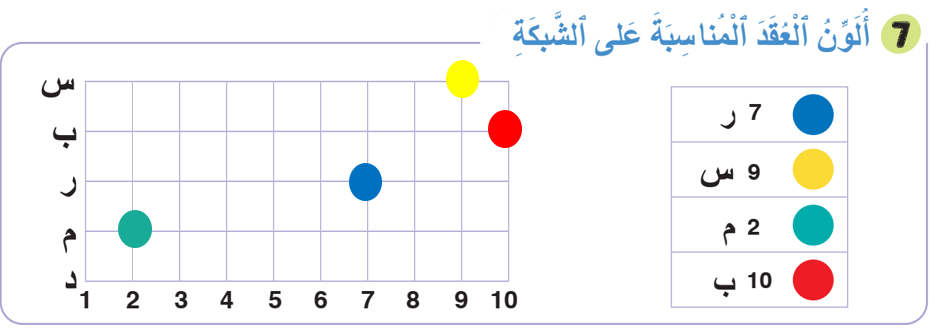 7 أُلَوِّنُ ٱلْعُقَدَ ٱلْمُناسِبَةَ عَلى ٱلشَّبكَةِ
س
ب
ر
م
د
1 2 3 4 5 6 7 8 9 10
7 ر
9 س
2 م
10 ب